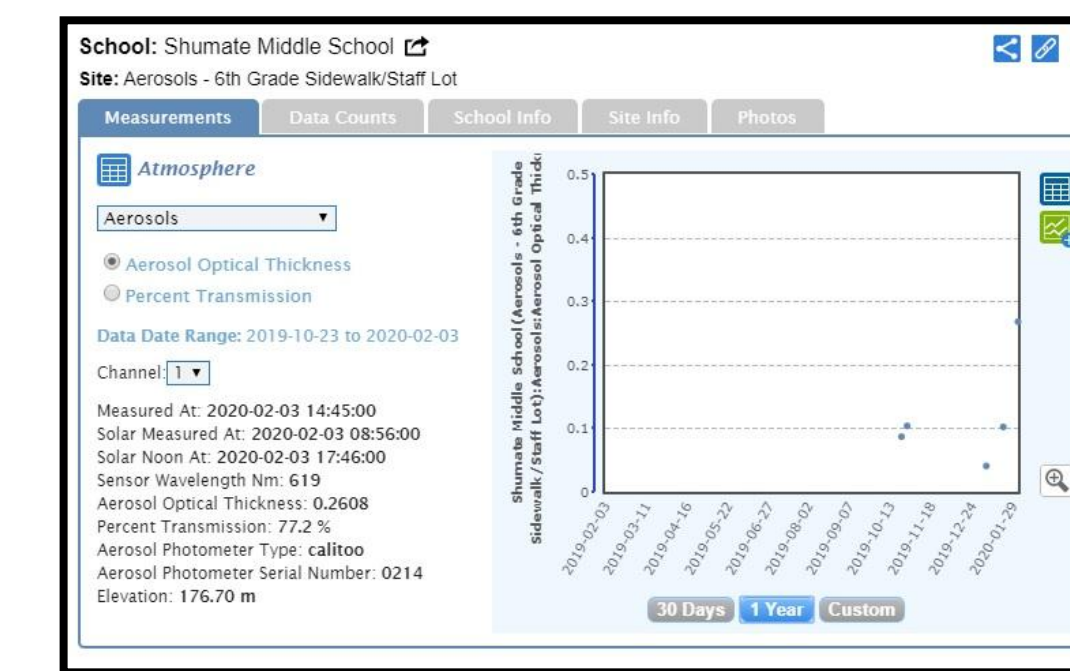 School: Shumate Middle School
Site: Aerosols - 6th Grade Sidewalk/Staff Lot
Measurements
Data Counts
School Info
Site Info
Photos
Atmosphere
Aerosols
Aerosol Optical Thickness
Percent Transmission
Data Date Range: 2019-10-23 to 2020-02-03
Channel: 1
Measured At: 2020-02-03 14:45:00
Solar Measured At: 2020-02-03 08:56:00
Solar Noon At: 2020-02-03 17:46:00
Sensor Wavelength Nm: 619
Aerosol Optical Thickness: 0.2608
Percent Transmission: 77.2 %
Aerosol Photometer Type: calitoo
Aerosol Photometer Serial Number: 0214
Elevation: 176.70 m
Shumate Middle School (Aerosols - 6th Grade
Sidewalk / Staff Lot):Aerosols:Aerosol Optical
0.5
0.4
0.3
0.2
0.1
0
2019-02-03
2019-03-11
2019-04-16
2019-05-22
2019-06-27
2019-08-02
2019-09-07
2019-10-13
2019-11-18
2019-12-24
2020-01-29
30 Days
1 Year
Custom